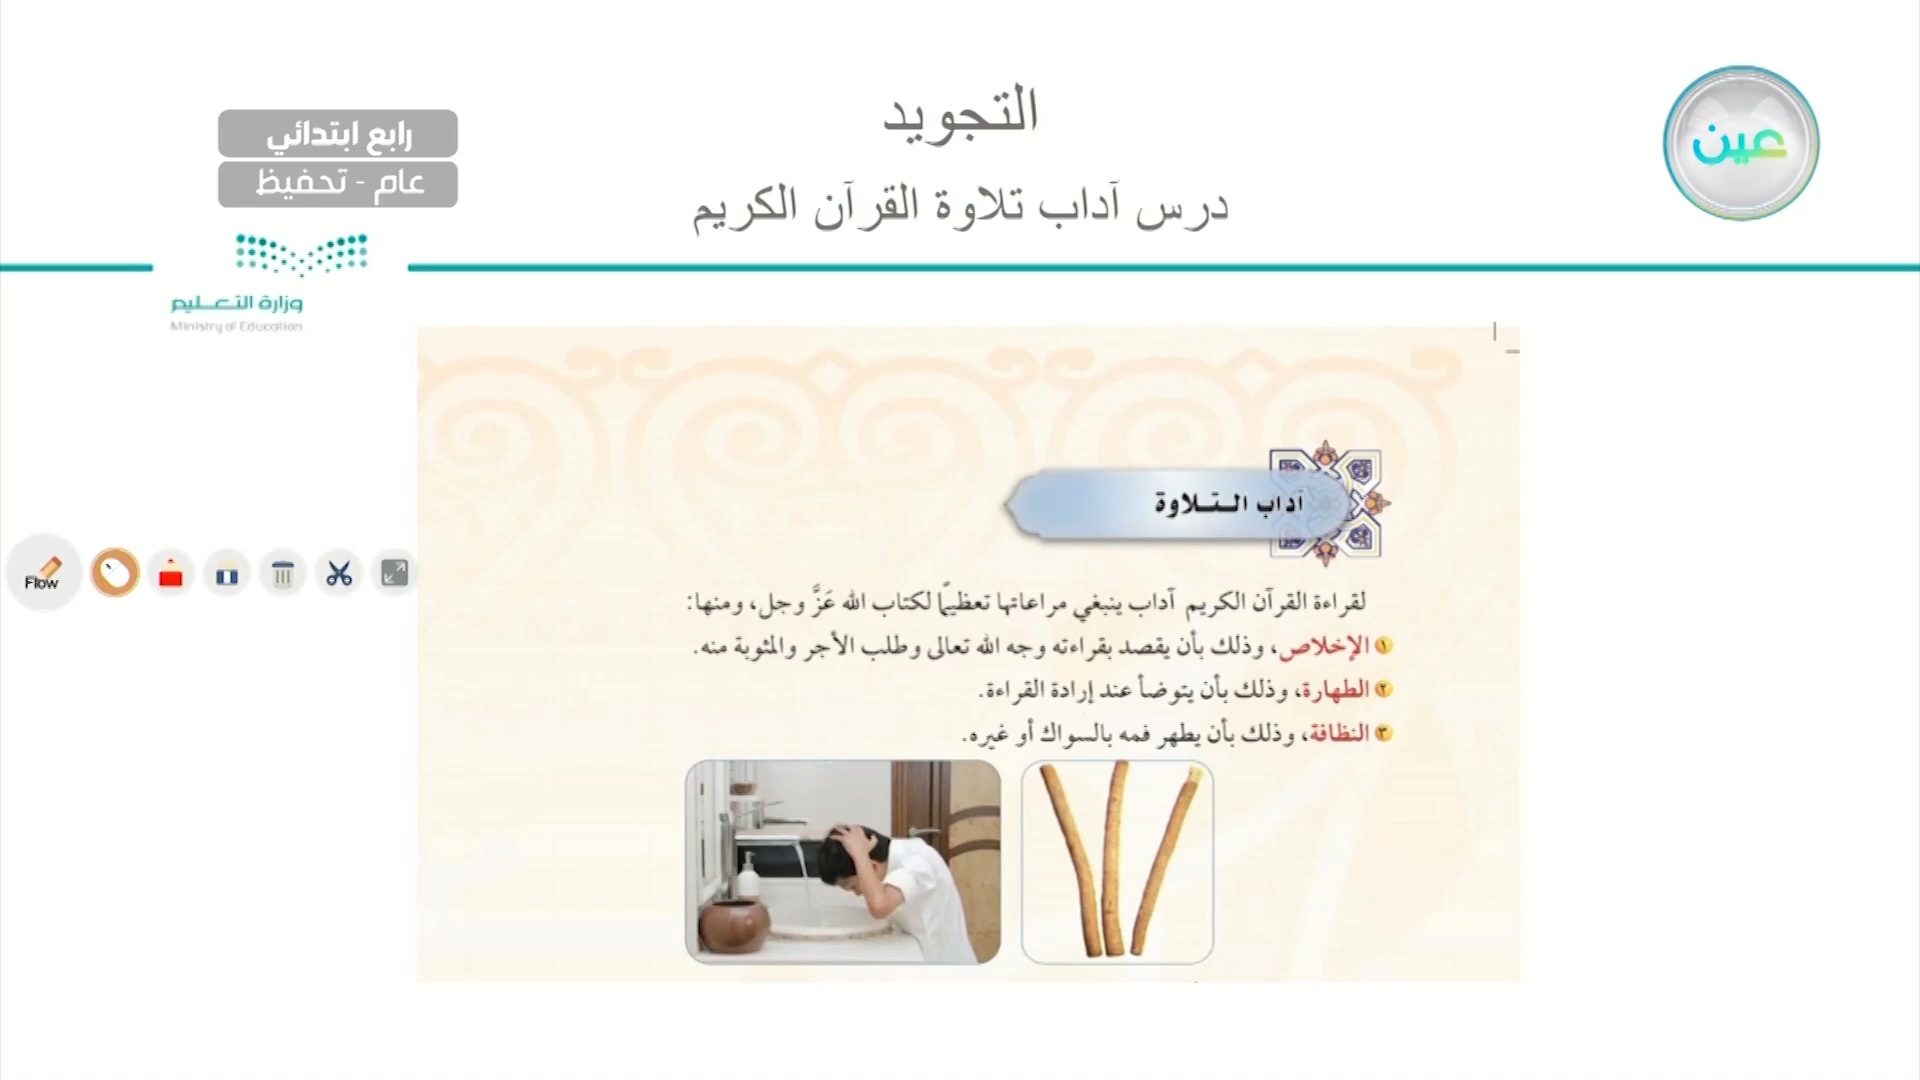 التجويد
درس آداب تلاوة القرآن الكريم
عين
رابع ابتدائي
عام - تحفيظ
وزارة التعليم
Ministry of Education
آداب الـتـلاوة
لقراءة القرآن الكريم آداب ينبغي مراعاتها تعظيمًا لكتاب الله عَزَّ وجل، ومنها:
١ الإخلاص، وذلك بأن يقصد بقراءته وجه الله تعالى وطلب الأجر والمثوبة منه.
٢ الطهارة، وذلك بأن يتوضأ عند إرادة القراءة.
٣ النظافة، وذلك بأن يطهر فمه بالسواك أو غيره.
Flow